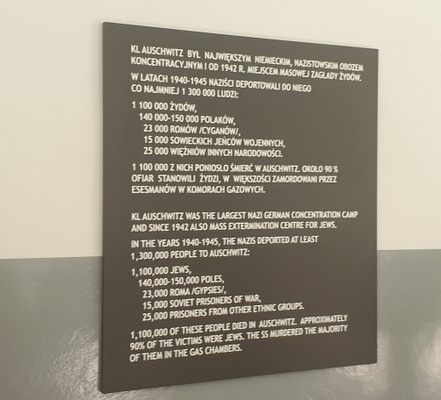 KL AUSCHWITZ BYŁ NAJWIĘKSZYM NIEMIECKIM, NAZISTOWSKIM OBOZEM
KONCENTRACYJNYM I OD 1942 R. MIEJSCEM MASOWEJ ZAGŁADY ŻYDÓW.
W LATACH 1940-1945 NAZIŚCI DEPORTOWALI DO NIEGO
CO NAJMNIEJ 1 300 000 LUDZI:
1 100 000 ŻYDÓW,
140 000-150 000 POLAKÓW,
23 000 ROMÓW /CYGANÓW/,
15 000 SOWIECKICH JEŃCÓW WOJENNYCH,
25 000 WIĘŹNIÓW INNYCH NARODOWOŚCI.
1 100 000 Z NICH PONIOSŁO ŚMIERĆ W AUSCHWITZ. OKOŁO 90 %
OFIAR STANOWILI ŻYDZI, W WIĘKSZOŚCI ZAMORDOWANI PRZEZ
ESESMANÓW W KOMORACH GAZOWYCH.
KL AUSCHWITZ WAS THE LARGEST NAZI GERMAN CONCENTRATION CAMP
AND SINCE 1942 ALSO MASS EXTERMINATION CENTRE FOR JEWS.
IN THE YEARS 1940-1945, THE NAZIS DEPORTED AT LEAST
1,300,000 PEOPLE TO AUSCHWITZ:
1,100,000 JEWS,
140,000-150,000 POLES,
23,000 ROMA /GYPSIES/,
15,000 SOVIET PRISONERS OF WAR,
25,000 PRISONERS FROM OTHER ETHNIC GROUPS.
1,100,000 OF THESE PEOPLE DIED IN AUSCHWITZ. APPROXIMATELY
90% OF THE VICTIMS WERE JEWS. THE SS MURDERED THE MAJORITY
OF THEM IN THE GAS CHAMBERS.